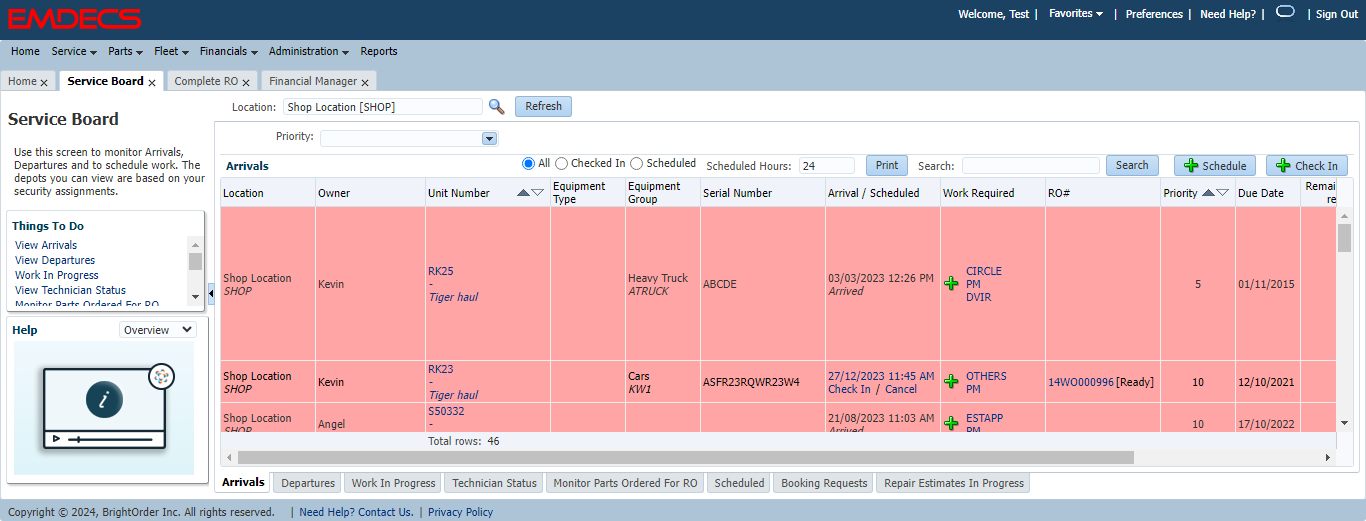 EMDECS
Welcome, Test | Favorites | Preferences | Need Help? | | Sign Out
Home Service Parts Fleet Financials Administration Reports
Home Service Board Complete RO Financial Manager
Service Board
Use this screen to monitor Arrivals,
Departures and to schedule work. The
depots you can view are based on your
security assignments.
Things To Do
View Arrivals
View Departures
Work In Progress
View Technician Status
Monitor Parts Ordered For RO
Help Overview
Location: Shop Location [SHOP] Refresh
Priority:
Arrivals All Checked In Scheduled Scheduled Hours: 24 Print Search: Search Schedule Check In
Location Owner Unit Number Equipment Type Equipment Group Serial Number Arrival / Scheduled Work Required RO# Priority Due Date Remai re
Shop Location
SHOP
Kevin
RK25
-
Tiger haul
Heavy Truck
ATRUCK
ABCDE
03/03/2023 12:26 PM
Arrived
CIRCLE
PM
DVIR
5
01/11/2015
Shop Location
SHOP
Kevin
RK23
-
Tiger haul
Cars
KW1
ASFR23RQWR23W4
27/12/2023 11:45 AM
Check In / Cancel
OTHERS
PM
14WO000996 [Ready]
10
12/10/2021
Shop Location
SHOP
Angel
S50332
-
21/08/2023 11:03 AM
Arrived
ESTAPP
PM
10
17/10/2022
Total rows: 46
Arrivals Departures Work In Progress Technician Status Monitor Parts Ordered For RO Scheduled Booking Requests Repair Estimates In Progress
Copyright © 2024, BrightOrder Inc. All rights reserved. | Need Help? Contact Us. | Privacy Policy